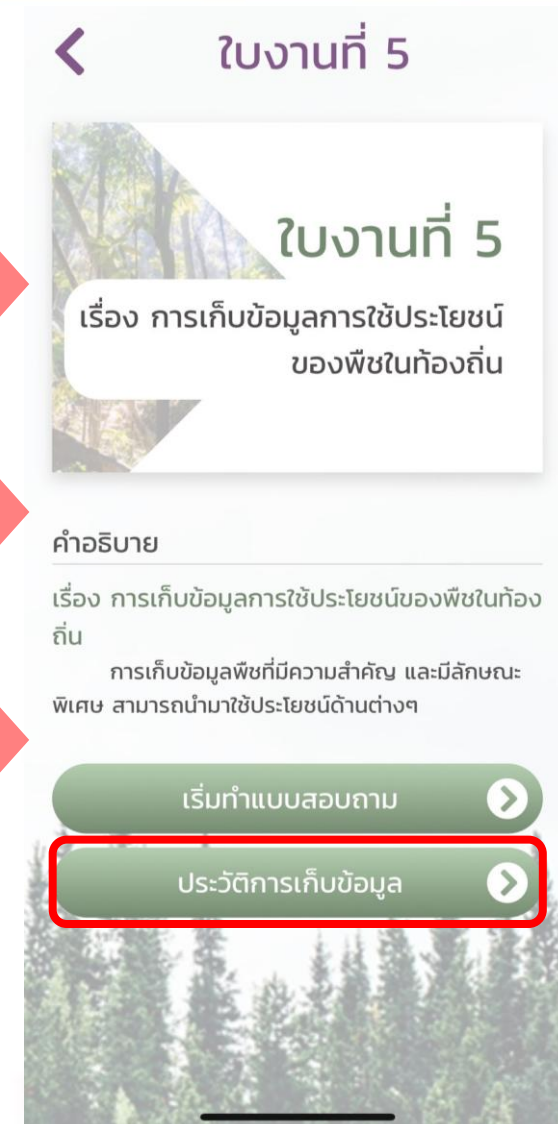 ใบงานที่ 5
ใบงานที่ 5
เรื่อง การเก็บข้อมูลการใช้ประโยชน์
ของพืชในท้องถิ่น
คำอธิบาย
เรื่อง การเก็บข้อมูลการใช้ประโยชน์ของพืชในท้อง
ถิ่น
การเก็บข้อมูลพืชที่มีความสำคัญ และมีลักษณะ
พิเศษ สามารถนำมาใช้ประโยชน์ด้านต่างๆ
เริ่มทำแบบสอบถาม
ประวัติการเก็บข้อมูล